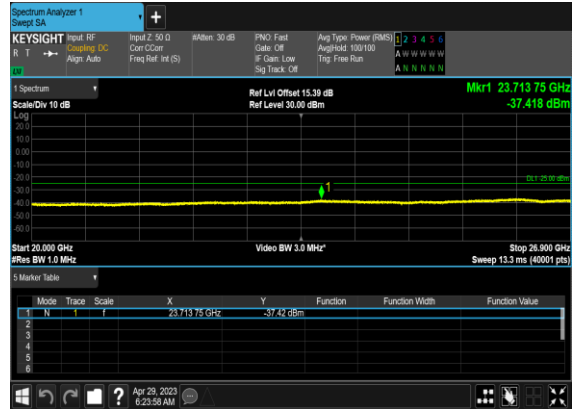 Spectrum Analyzer 1
Swept SA
+
KEYSIGHT Input: RF Input Z: 50 Ω #Atten: 30 dB PNO: Fast Avg Type: Power (RMS) 1 2 3 4 5 6
R T Coupling: DC Corr CCorr Gate: Off Avg|Hold: 100/100 A W W W W W
Align: Auto Freq Ref: Int (S) IF Gain: Low Trig: Free Run
Sig Track: Off A N N N N N
1 Spectrum Ref Lvl Offset 15.39 dB Mkr1 23.713 75 GHz
Scale/Div 10 dB Ref Level 30.00 dBm -37.418 dBm
Log
20.0
10.0
0.00
-10.0
-20.0 DL1 -25.00 dBm
-30.0 1
-40.0
-50.0
-60.0
Start 20.000 GHz Video BW 3.0 MHz* Stop 26.900 GHz
#Res BW 1.0 MHz Sweep 13.3 ms (40001 pts)
5 Marker Table
Mode Trace Scale X Y Function Function Width Function Value
1 N 1 f 23.713 75 GHz -37.42 dBm
2
3
4
5
6
? Apr 29, 2023
6:23:58 AM